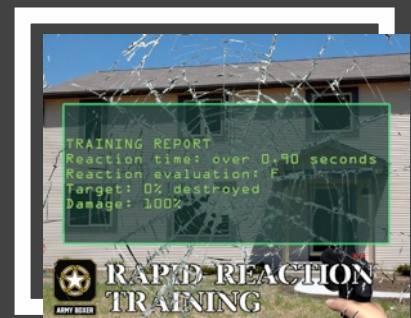 TRAINING REPORT
Reaction time: over 0.90 seconds
Reaction evaluation: F
Target: 0% destroyed
Damage: 100%
RAPID REACTION
TRAINING
ARMY BOXER